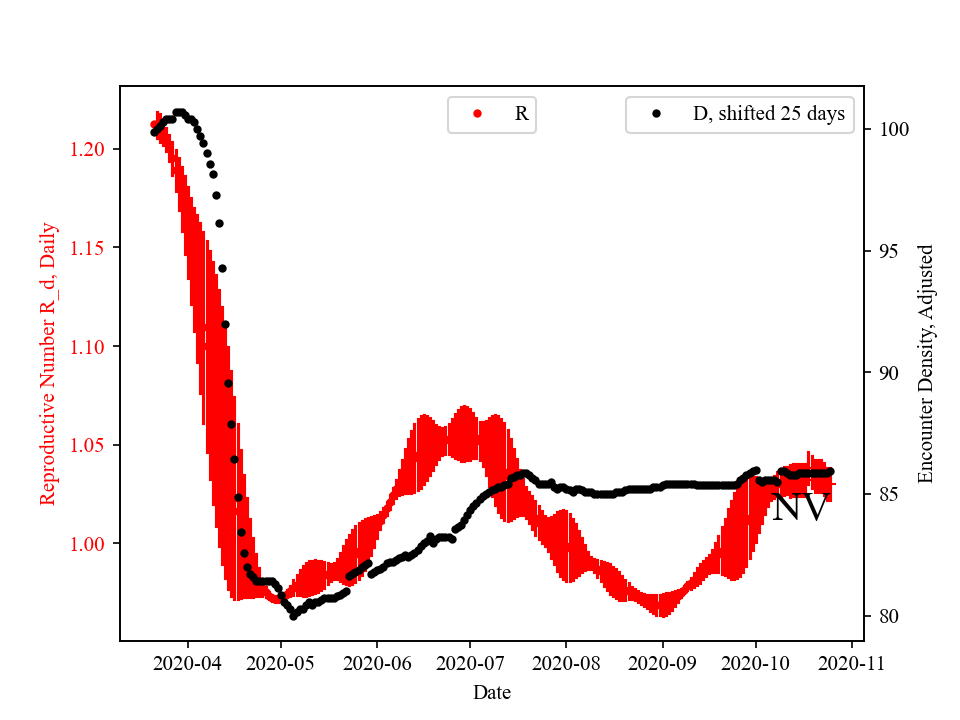 R
D, shifted 25 days
1.20
1.15
1.10
1.05
1.00
Reproductive Number R_d, Daily
100
95
90
85
80
Encounter Density, Adjusted
NV
2020-04 2020-05 2020-06 2020-07 2020-08 2020-09 2020-10 2020-11
Date